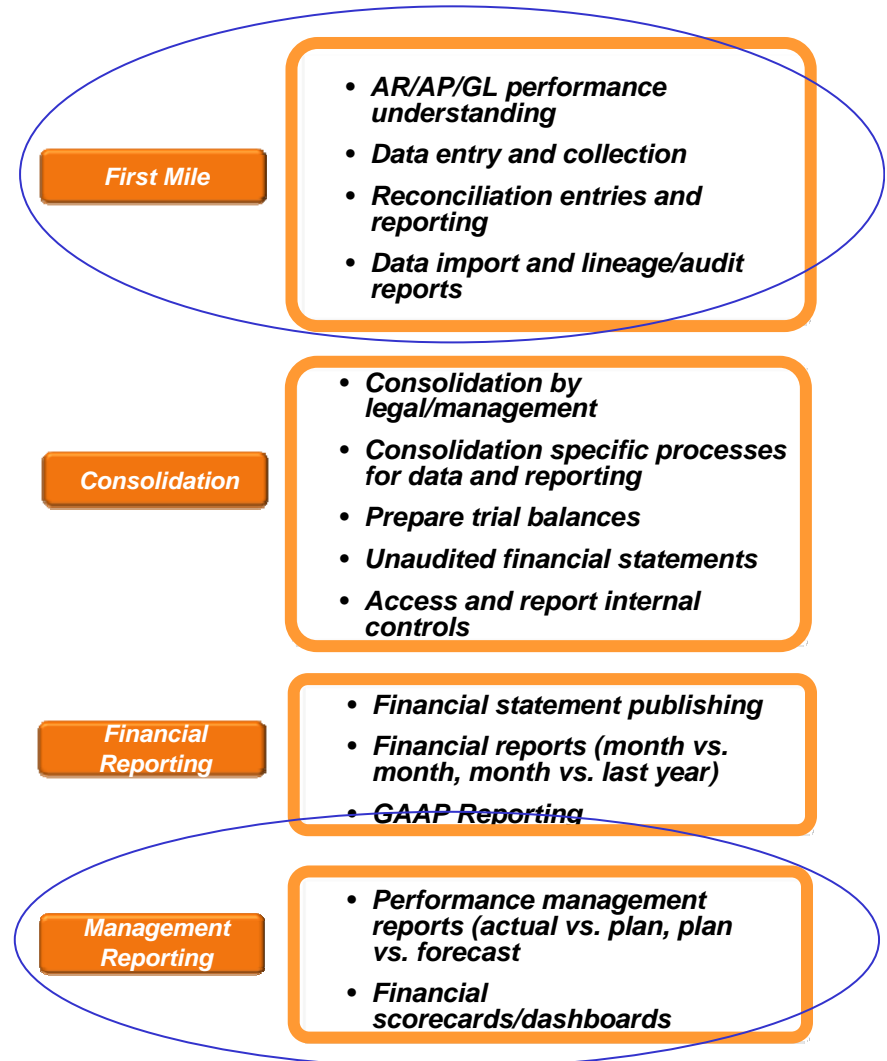 First Mile
• AR/AP/GL performance
understanding
• Data entry and collection
• Reconciliation entries and
reporting
• Data import and lineage/audit
reports
Consolidation
• Consolidation by
legal/management
• Consolidation specific processes
for data and reporting
• Prepare trial balances
• Unaudited financial statements
• Access and report internal
controls
Financial
Reporting
• Financial statement publishing
• Financial reports (month vs.
month, month vs. last year)
• GAAP Reporting
Management
Reporting
• Performance management
reports (actual vs. plan, plan
vs. forecast
• Financial
scorecards/dashboards